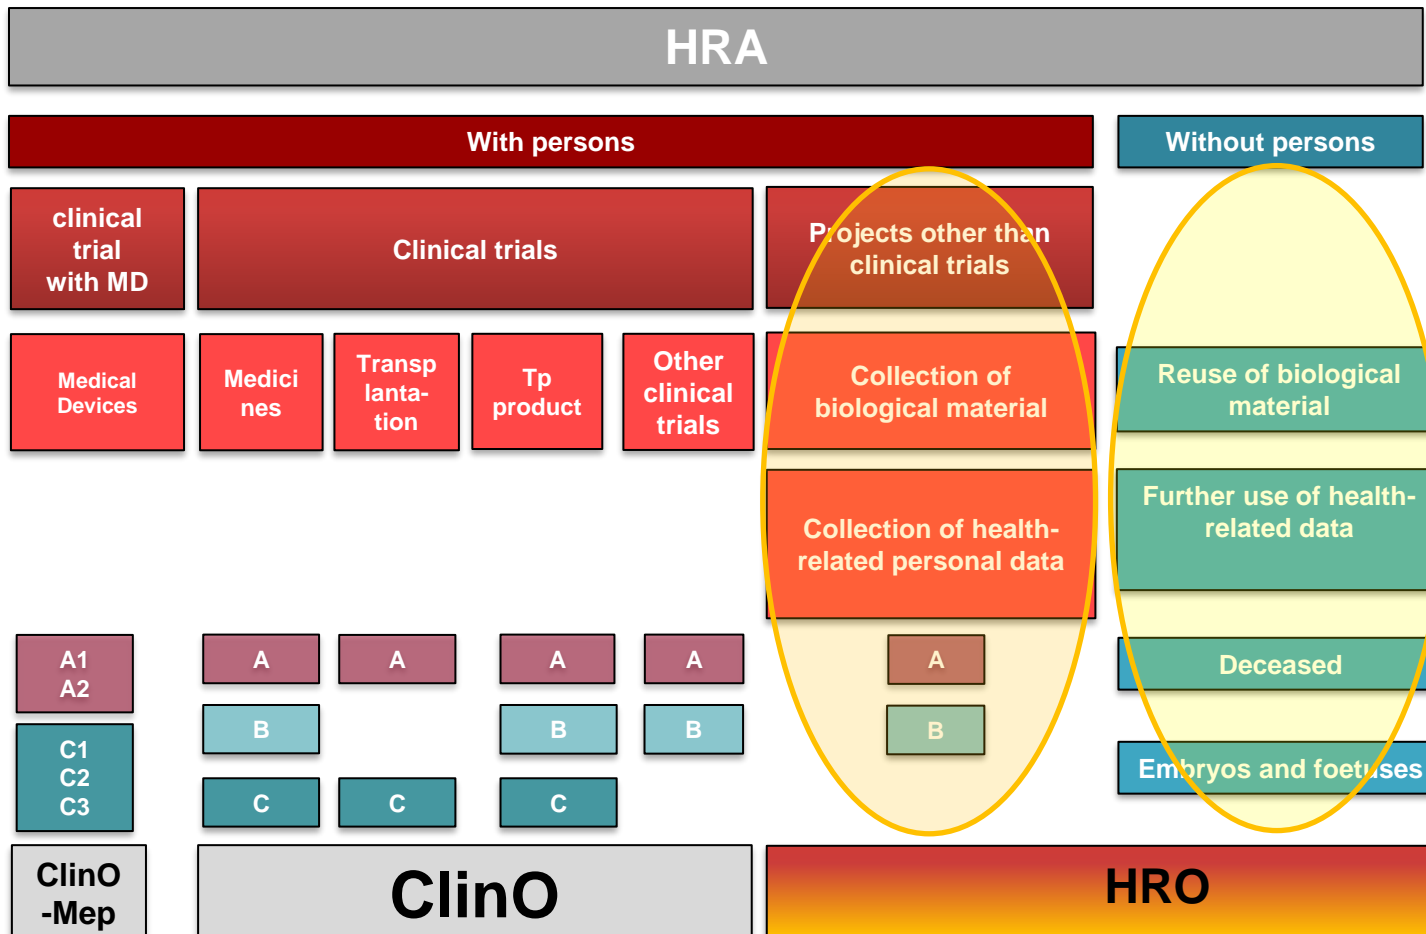 HRA
With persons
Without persons
clinical
trial
with MD
Clinical trials
Projects other than
clinical trials
Medical
Devices
Medici
nes
Transp
lanta-
tion
Tp
product
Other
clinical
trials
Collection of
biological material
Reuse of biological
material
Collection of health-
related personal data
Further use of health-
related data
A1
A2
A
A
A
A
A
Deceased
B
B
B
B
C1
C2
C3
C
C
C
Embryos and foetuses
ClinO
-Mep
ClinO
HRO